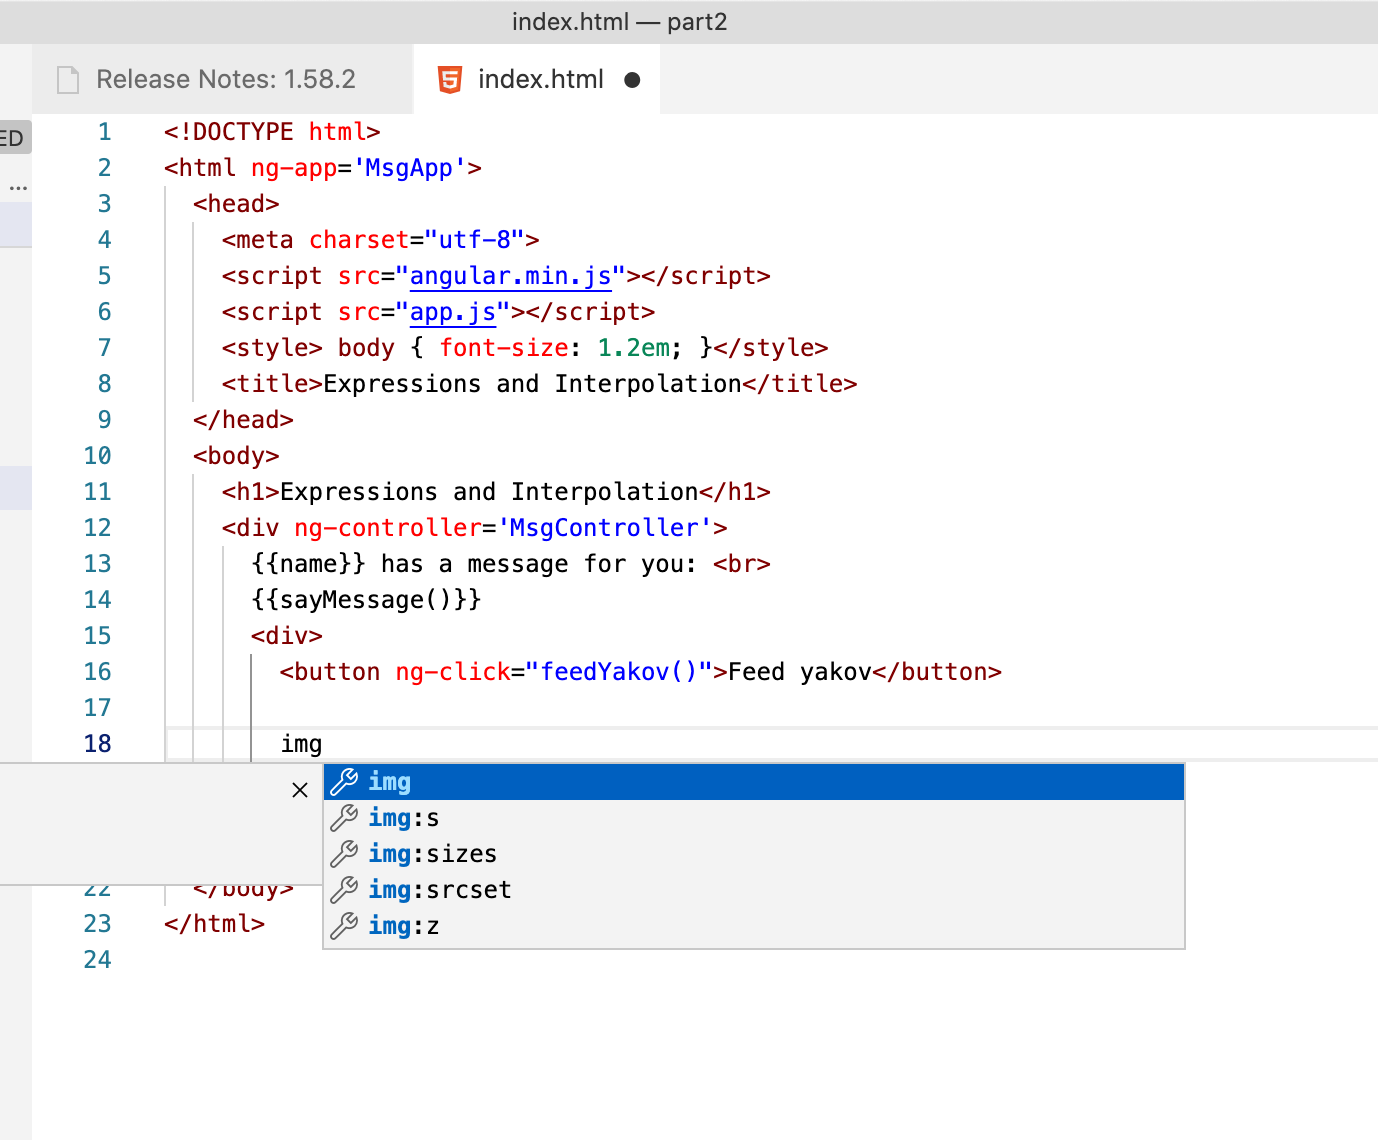 index.html — part2
Release Notes: 1.58.2
index.html
ED
...
1 <!DOCTYPE html>
2 <html ng-app='MsgApp'>
3 <head>
4 <meta charset="utf-8">
5 <script src="angular.min.js"></script>
6 <script src="app.js"></script>
7 <style> body { font-size: 1.2em; }</style>
8 <title>Expressions and Interpolation</title>
9 </head>
10 <body>
11 <h1>Expressions and Interpolation</h1>
12 <div ng-controller='MsgController'>
13 {{name}} has a message for you: <br>
14 {{sayMessage()}}
15 <div>
16 <button ng-click="feedYakov()">Feed yakov</button>
17
18 img
img
img:s
img:sizes
img:srcset
img:z
22 </body>
23 </html>
24